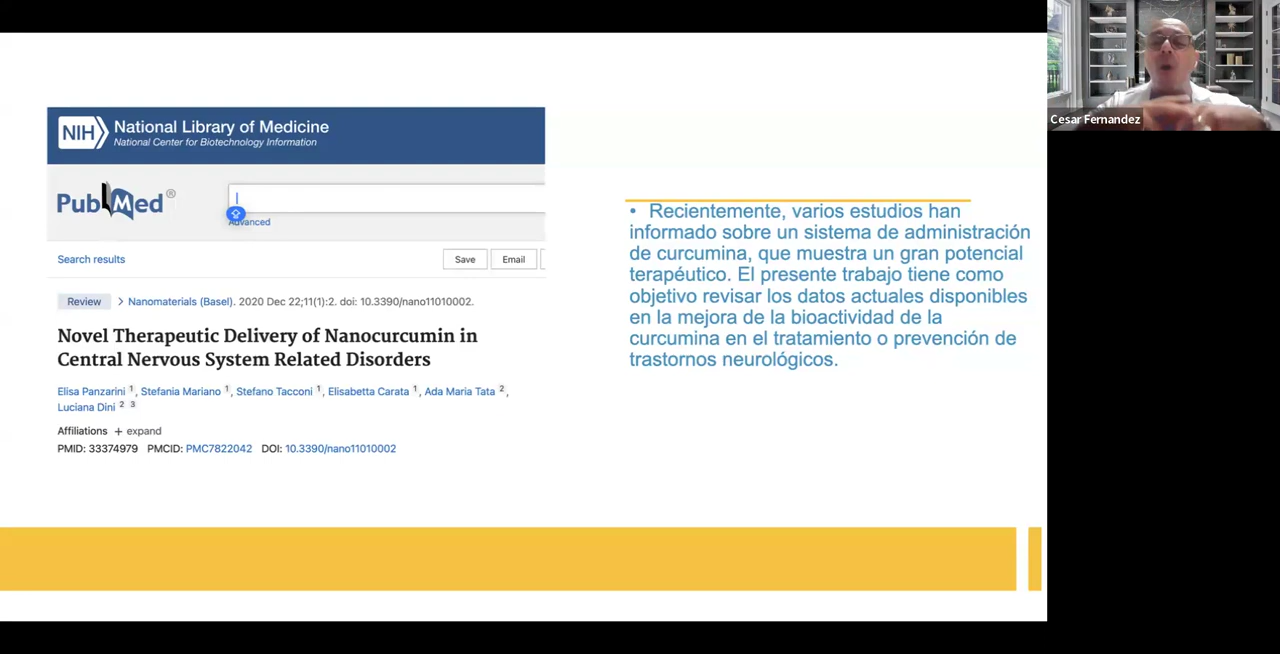 NIH National Library of Medicine
National Center for Biotechnology Information
PubMed®
Advanced
Search results
Save
Email
Review
Nanomaterials (Basel). 2020 Dec 22;11(1):2. doi: 10.3390/nano11010002.
Novel Therapeutic Delivery of Nanocurcumin in
Central Nervous System Related Disorders
Elisa Panzarini 1, Stefania Mariano 1, Stefano Tacconi 1, Elisabetta Carata 1, Ada Maria Tata 2,
Luciana Dini 2 3
Affiliations + expand
PMID: 33374979 PMCID: PMC7822042 DOI: 10.3390/nano11010002
• Recientemente, varios estudios han
informado sobre un sistema de administración
de curcumina, que muestra un gran potencial
terapéutico. El presente trabajo tiene como
objetivo revisar los datos actuales disponibles
en la mejora de la bioactividad de la
curcumina en el tratamiento o prevención de
trastornos neurológicos.
Cesar Fernandez